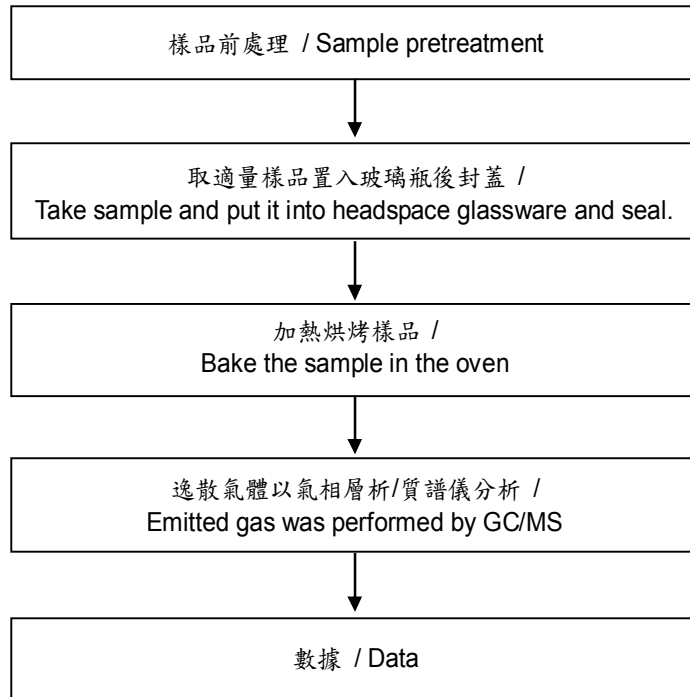 樣品前處理 / Sample pretreatment
取適量樣品置入玻璃瓶後封蓋 /
Take sample and put it into headspace glassware and seal.
加熱烘烤樣品 /
Bake the sample in the oven
逸散氣體以氣相層析/質譜儀分析 /
Emitted gas was performed by GC/MS
數據 / Data